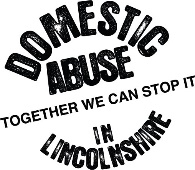 DOMESTIC
ABUSE
TOGETHER WE CAN STOP IT
IN
LINCOLNSHIRE